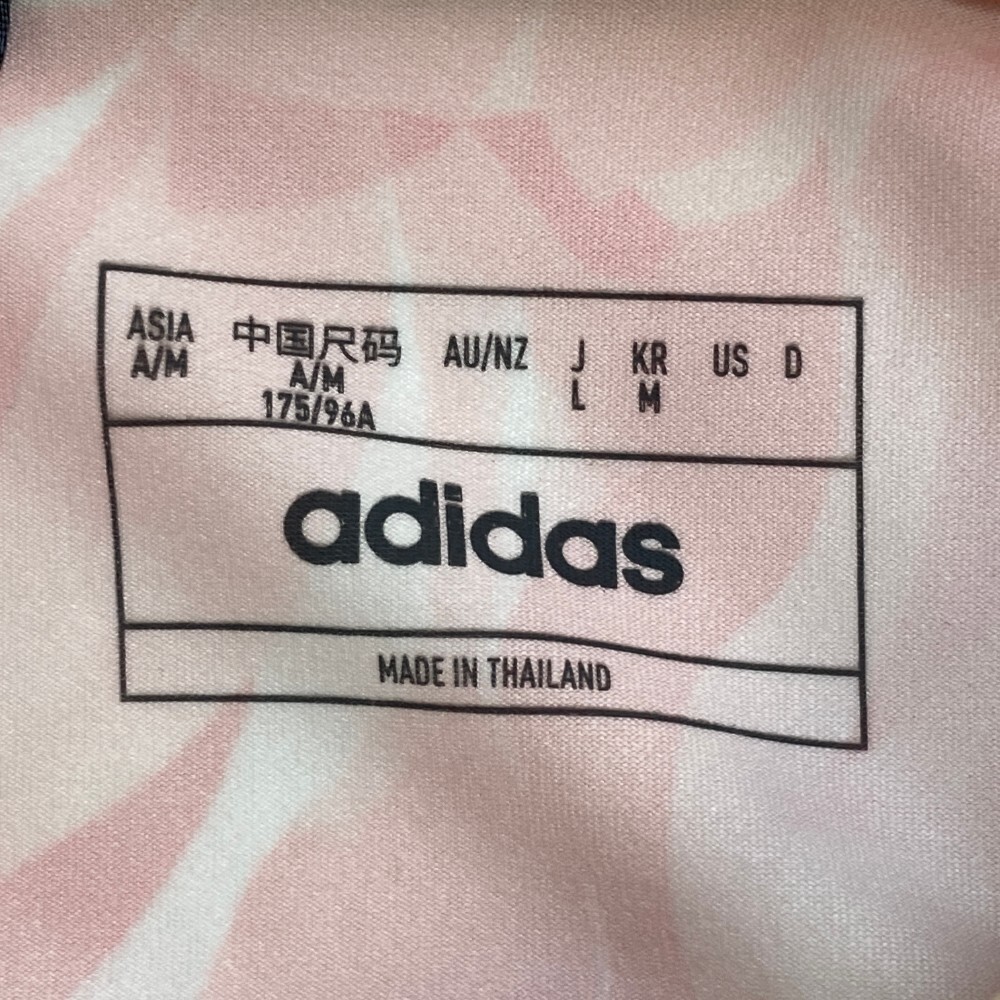 ASIA 中国尺码 AU/NZ J KR US D
A/M A/M L M
175/96A
adidas
MADE IN THAILAND